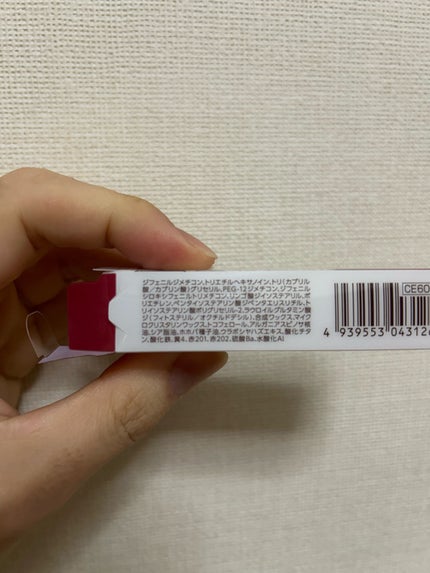 ジフェニルジメチコン,トリエチルヘキサノイン,トリ(カプリル
酸/カプリン酸)グリセリル,PEG-12ジメチコン,ジフェニル
シロキシフェニルトリメチコン,リンゴ酸ジイソステアリル,ポ
リエチレン,ペンタイソステアリン酸ジペンタエリスリチル,ト
リイソステアリン酸ポリグリセリル-2,ラウロイルグルタミン酸
ジ(フィトステリル/オクチルドデシル),合成ワックス,マイク
ロクリスタリンワックス,トコフェロール,アルガニアスピノサ核
油,シア脂油,ホホバ種子油,クラボシャハズエキス,酸化チタ
ン,酸化鉄,黄4,赤201,赤202,硫酸Ba,水酸化Al
CE60
4 939553 043126